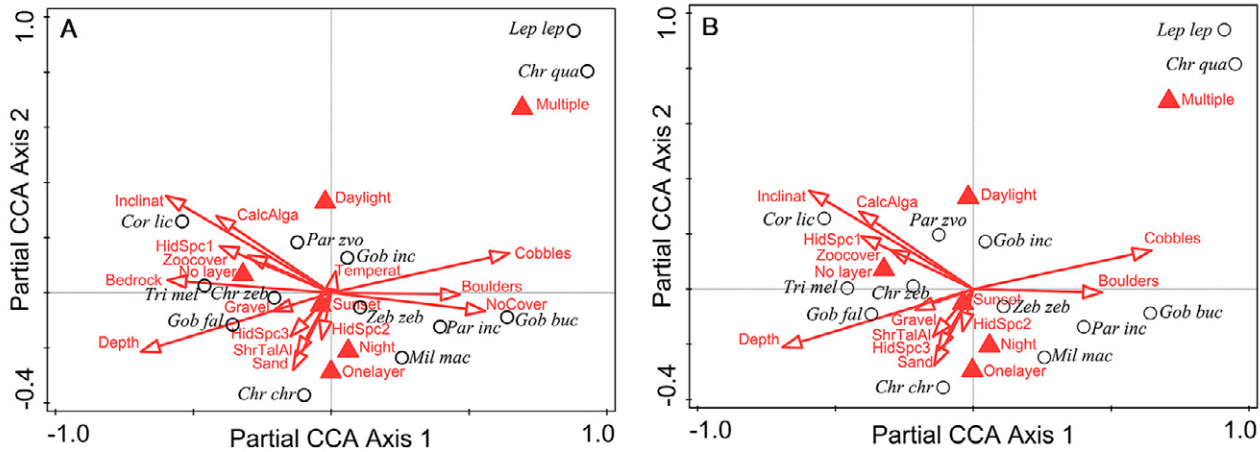 A
1.0
Lep lep
Chr qua
Multiple
Partial CCA Axis 2
Inclinat
Daylight
Cor lic
CalcAlga
HidSpc1
Par zvo
Zoocover
Gob inc
Cobbles
No layer
Temperat
Bedrock
Tri mel
Chr zeb
Boulders
Gravel
Sunset
NoCover
Gob fal
Zeb zeb
Gob buc
HidSpc3
HidSpc2
Par inc
Depth
ShrTalAl
Night
Mil mac
Sand
Onelayer
Chr chr
-0.4
-1.0
Partial CCA Axis 1
1.0
B
1.0
Lep lep
Chr qua
Multiple
Partial CCA Axis 2
Inclinat
Daylight
CalcAlga
Cor lic
Par zvo
HidSpc1
Gob inc
Cobbles
Zoocover
No layer
Tri mel
Chr zeb
Boulders
Sunset
Gob fal
Gravel
Zeb zeb
Gob buc
HidSpc2
Par inc
ShrTalAl
Depth
HidSpc3
Night
Sand
Mil mac
Onelayer
Chr chr
-0.4
-1.0
Partial CCA Axis 1
1.0